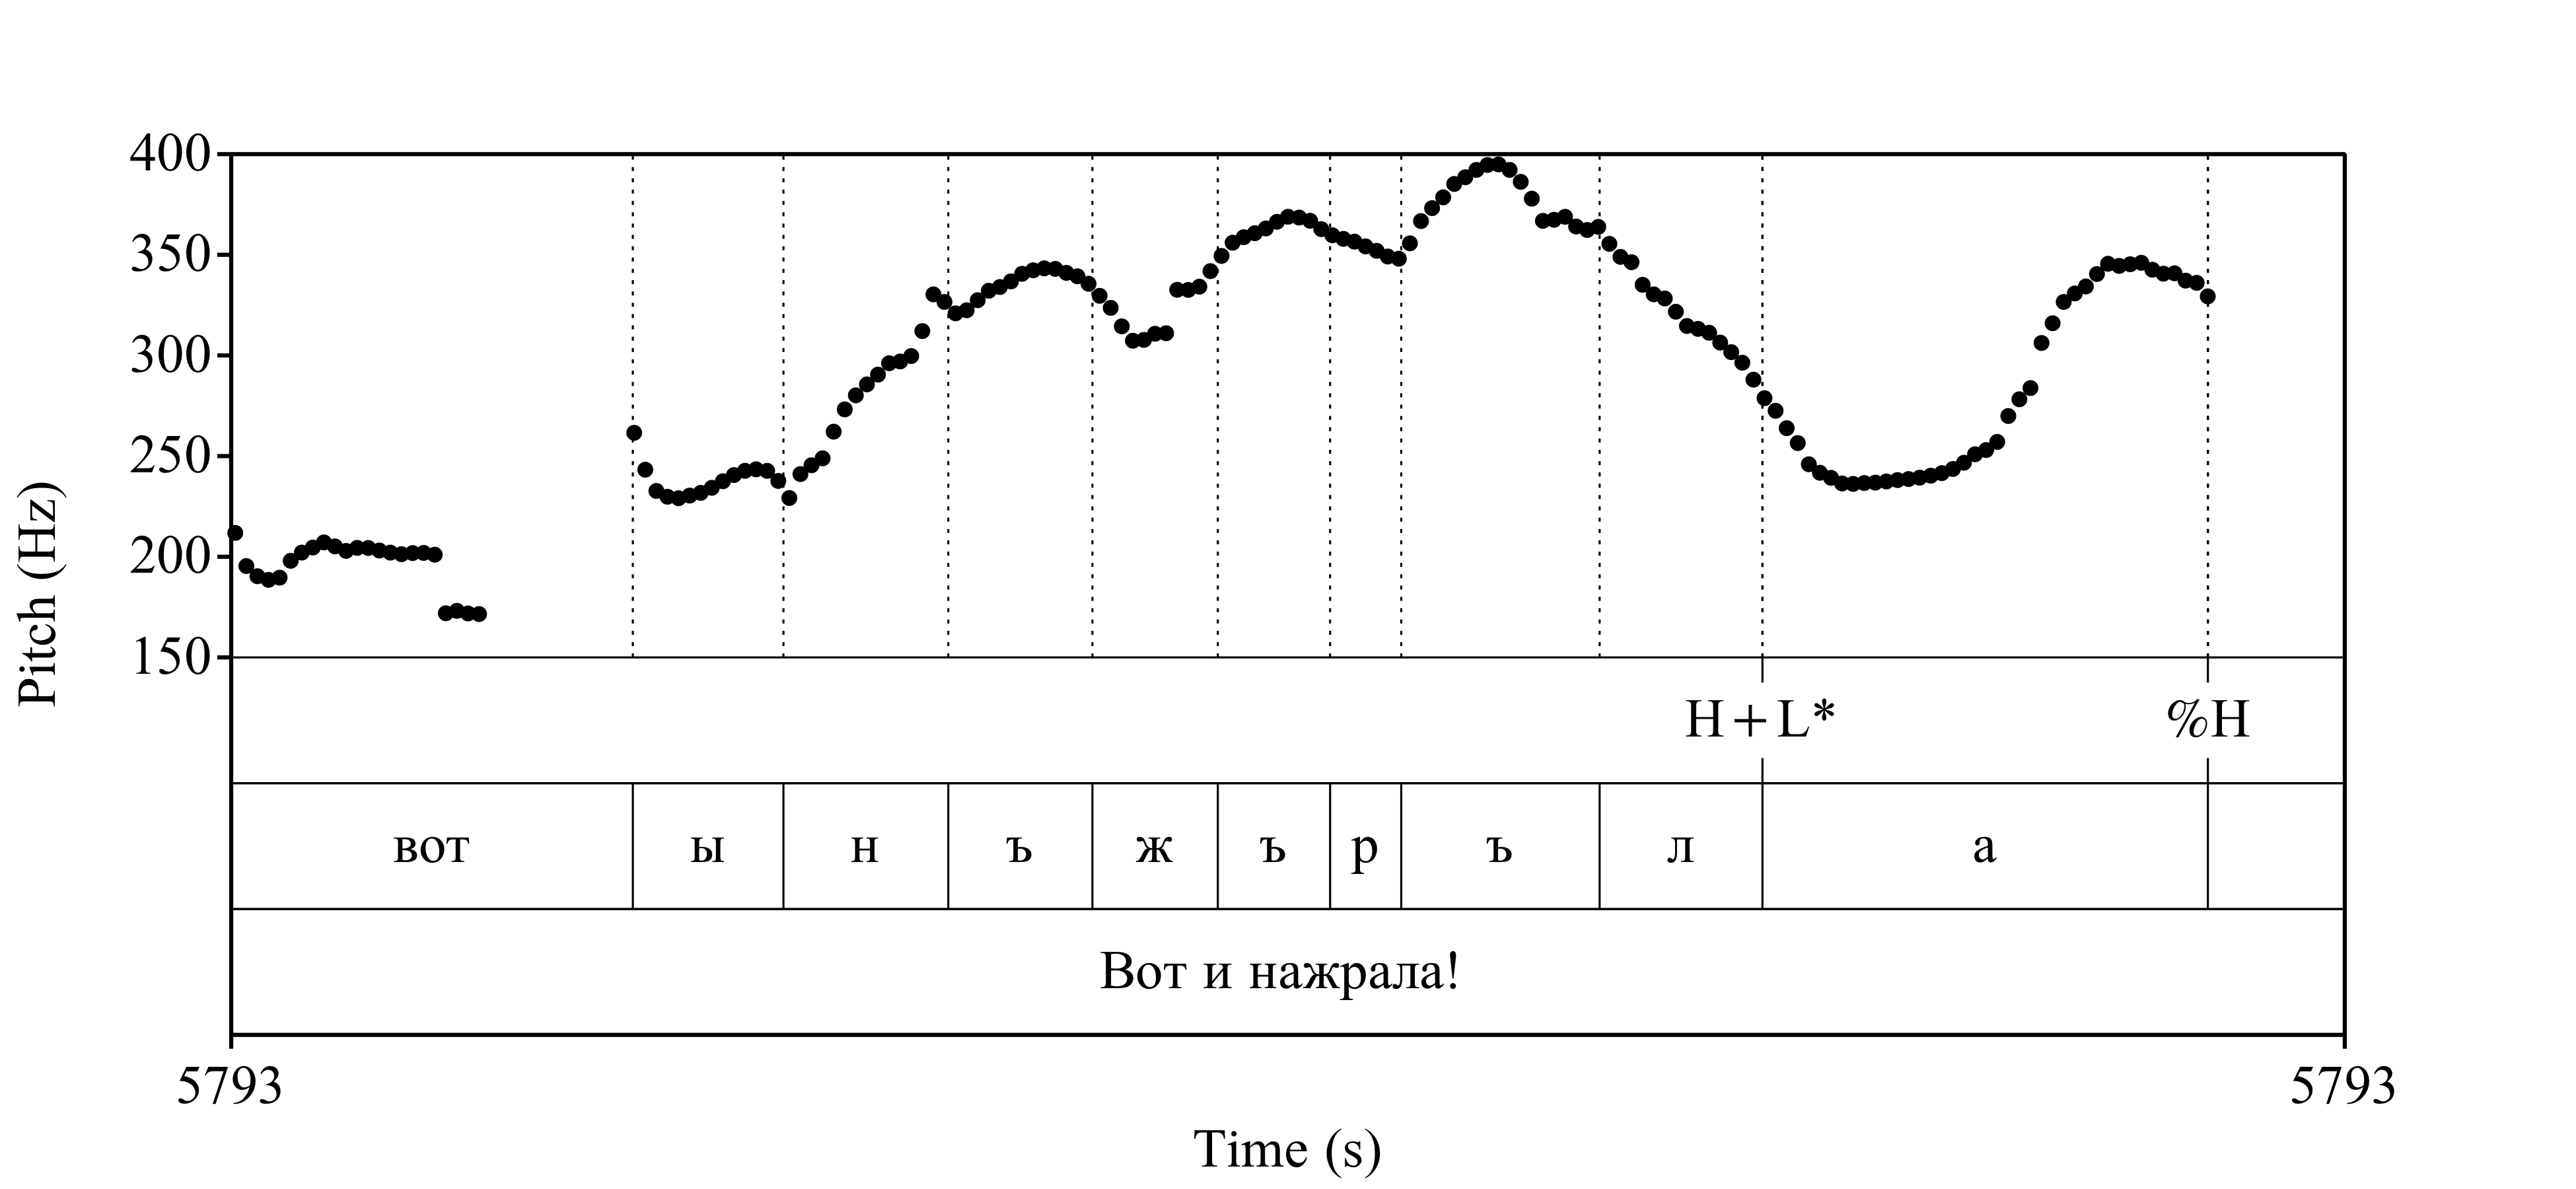 400
350
300
250
200
150
Pitch (Hz)
H+L* %H
вот ы н ъ ж ъ р ъ л а
Вот и нажрала!
5793 5793
Time (s)